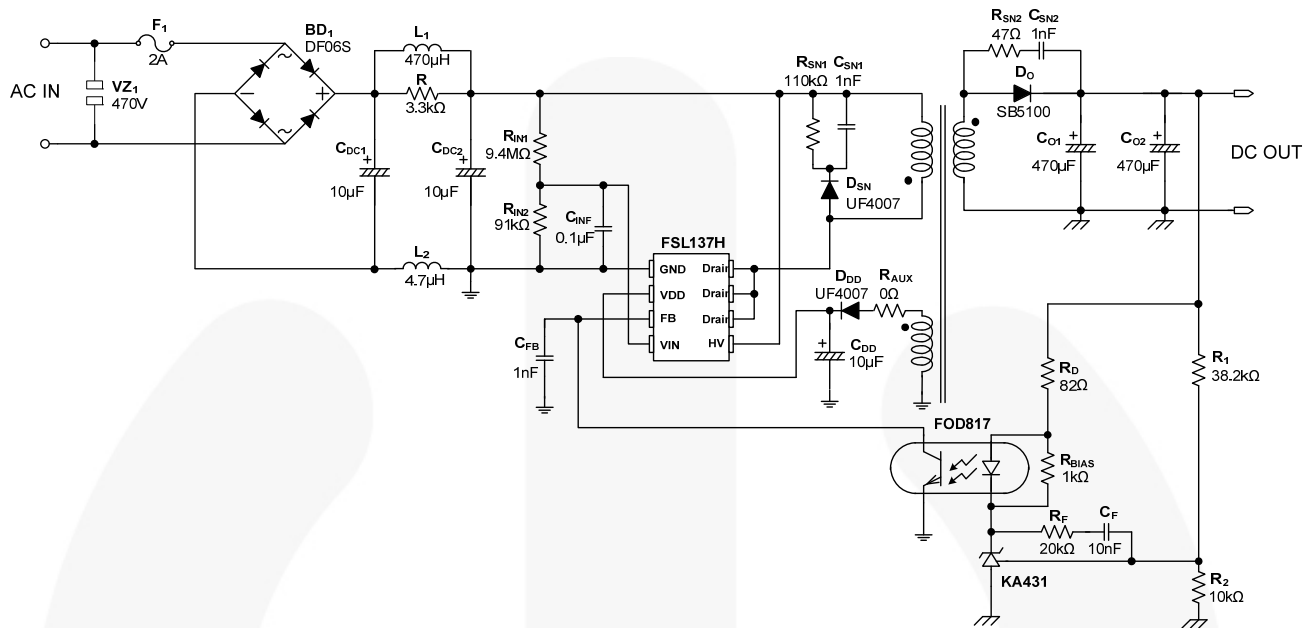 F1
2A
AC IN
VZ1
470V
BD1
DF06S
~
~
−
+
L1
470µH
R
3.3kΩ
CDC1
+
10µF
CDC2
+
10µF
L2
4.7µH
RIN1
9.4MΩ
RIN2
91kΩ
CINF
0.1µF
RSN1
110kΩ
CSN1
1nF
DSN
UF4007
RSN2
47Ω
CSN2
1nF
DO
SB5100
CO1
+
470µF
CO2
+
470µF
DC OUT
FSL137H
GND
VDD
FB
VIN
Drain
Drain
Drain
HV
DDD
UF4007
RAUX
0Ω
CDD
+
10µF
CFB
1nF
FOD817
RD
82Ω
RBIAS
1kΩ
R1
38.2kΩ
RF
20kΩ
CF
10nF
KA431
R2
10kΩ